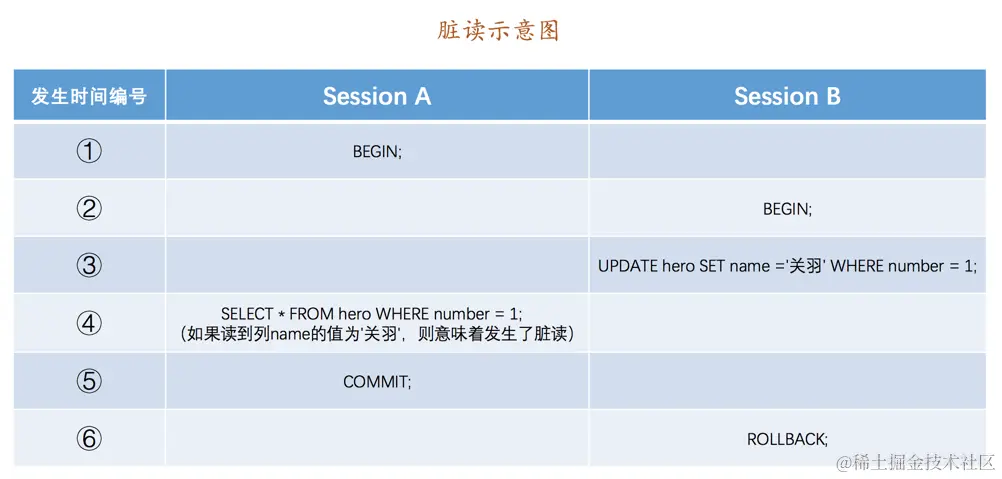 脏读示意图
发生时间编号 Session A Session B
① BEGIN;
② BEGIN;
③ UPDATE hero SET name ='关羽' WHERE number = 1;
④ SELECT * FROM hero WHERE number = 1;
（如果读到列name的值为'关羽'，则意味着发生了脏读）
⑤ COMMIT;
⑥ ROLLBACK;
@稀土掘金技术社区